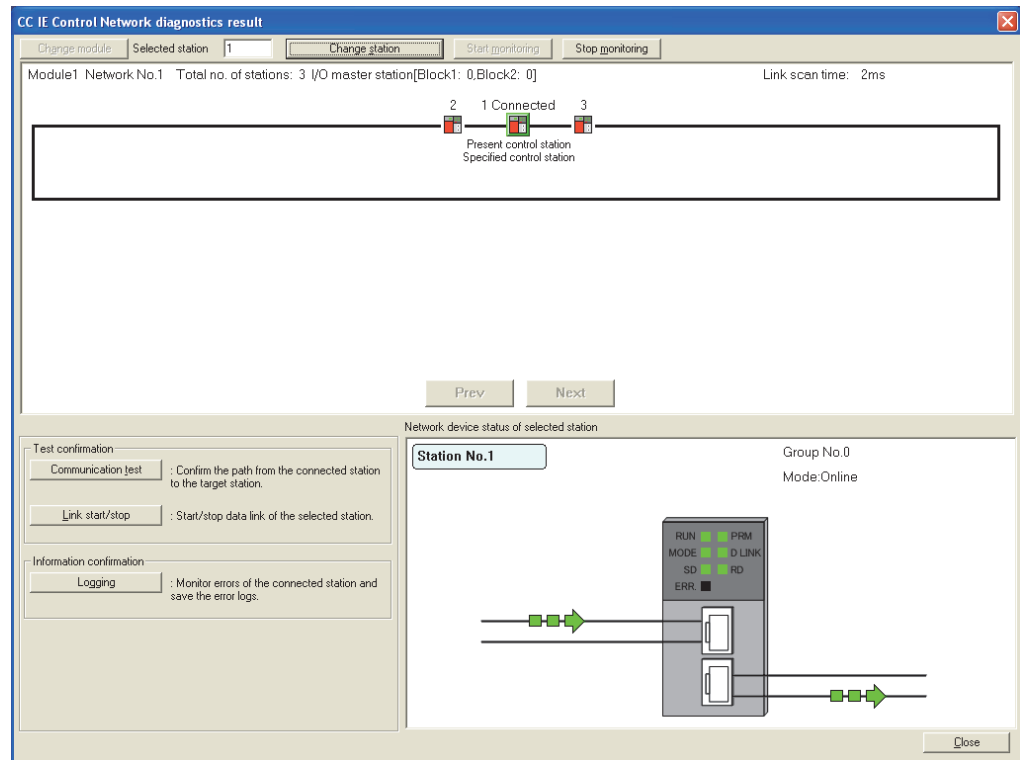 CC IE Control Network diagnostics result
Change module Selected station 1 Change station Start monitoring Stop monitoring
Module1 Network No.1 Total no. of stations: 3 I/O master station[Block1: 0,Block2: 0] Link scan time: 2ms
2 1 Connected 3
Present control station
Specified control station
Prev Next
Network device status of selected station
Test confirmation
Communication test : Confirm the path from the connected station
to the target station.
Link start/stop : Start/stop data link of the selected station.
Information confirmation
Logging : Monitor errors of the connected station and
save the error logs.
Station No.1 Group No.0
Mode:Online
RUN PRM
MODE D LINK
SD RD
ERR.
Close